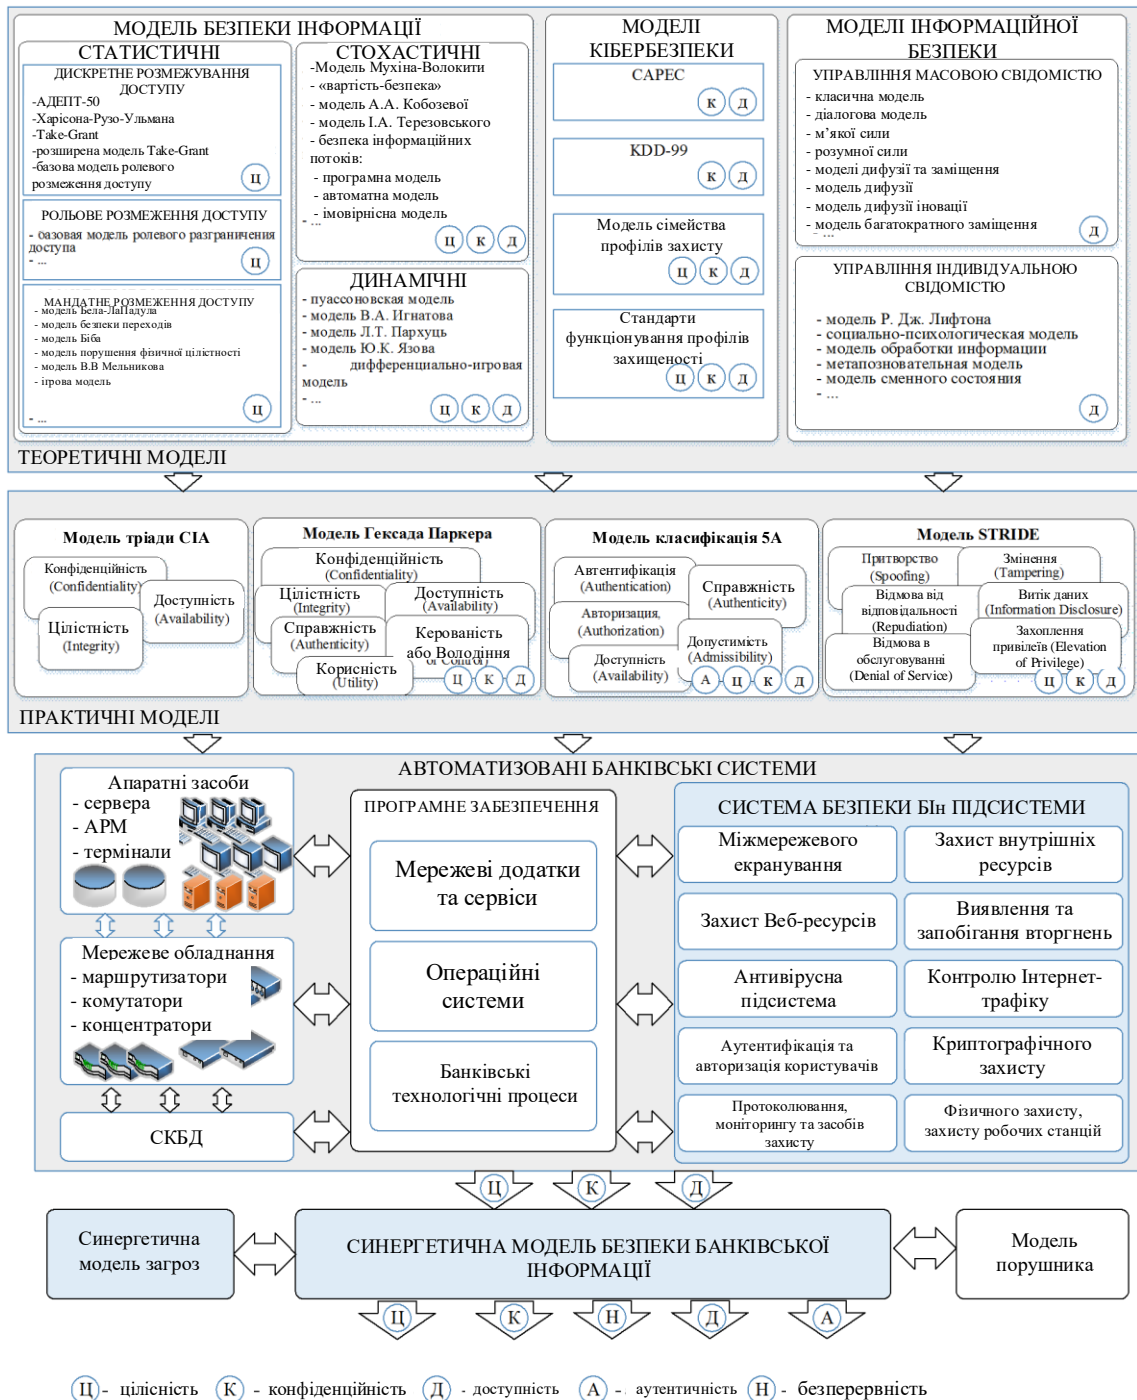 МОДЕЛЬ БЕЗПЕКИ ІНФОРМАЦІЇ
СТАТИСТИЧНІ
ДИСКРЕТНЕ РОЗМЕЖУВАННЯ
ДОСТУПУ
-АДЕПТ-50
-Харісона-Рузо-Ульмана
-Take-Grant
-розширена модель Take-Grant
-базова модель ролевого
розмеження доступу
Ц
РОЛЬОВЕ РОЗМЕЖЕННЯ ДОСТУПУ
- базовая модель ролевого разграничения
доступа
- ...
Ц
МАНДАТНЕ РОЗМЕЖЕННЯ ДОСТУПУ
- модель Бела-ЛаПадула
- модель безпеки переходів
- модель Біба
- модель порушення фізичної цілістності
- модель В.В Мельникова
- ігрова модель
- ...
Ц
СТОХАСТИЧНІ
-Модель Мухіна-Волокити
- «вартість-безпека»
- модель А.А. Кобозевої
- модель І.А. Терезовського
- безпека інформаційних
потоків:
- програмна модель
- автоматна модель
- імовірнісна модель
- ...
Ц К Д
ДИНАМІЧНІ
- пуассоновская модель
- модель В.А. Игнатова
- модель Л.Т. Пархуць
- модель Ю.К. Язова
- дифференциально-игровая
модель
- ...
Ц К Д
МОДЕЛІ
КІБЕРБЕЗПЕКИ
CAPEC
К Д
KDD-99
К Д
Модель сімейства
профілів захисту
Ц К Д
Стандарти
функціонування профілів
захищеності
Ц К Д
МОДЕЛІ ІНФОРМАЦІЙНОЇ
БЕЗПЕКИ
УПРАВЛІННЯ МАСОВОЮ СВІДОМІСТЮ
- класична модель
- діалогова модель
- м’якої сили
- розумної сили
- моделі дифузії та заміщення
- модель дифузії
- модель дифузії іновації
- модель багатократного заміщення
- ...
Д
УПРАВЛІННЯ ІНДИВІДУАЛЬНОЮ
СВІДОМІСТЮ
- модель Р. Дж. Лифтона
- социально-психологическая модель
- модель обработки информации
- метапозновательная модель
- модель сменного состояния
- ...
Д
ТЕОРЕТИЧНІ МОДЕЛІ
Модель тріади CIA
Конфіденційність
(Confidentiality)
Доступність
(Availability)
Цілістність
(Integrity)
Модель Гексада Паркера
Конфіденційність
(Confidentiality)
Цілістність
(Integrity)
Доступність
(Availability)
Справжність
(Authenticity)
Керованість
або Володіння
Корисність
(Utility)
Ц К Д
Модель класифікація 5А
Автентифікація
(Authentication)
Справжність
(Authenticity)
Авторизация,
(Authorization)
Допустимість
(Admissibility)
Доступність
(Availability)
А Ц К Д
Модель STRIDE
Притворство
(Spoofing)
Змінення
(Tampering)
Відмова від
відповідальності
(Repudiation)
Витік даних
(Information Disclosure)
Відмова в
обслуговуванні
(Denial of Service)
Захоплення
привілеїв (Elevation
of Privilege)
Ц К Д
ПРАКТИЧНІ МОДЕЛІ
АВТОМАТИЗОВАНІ БАНКІВСЬКІ СИСТЕМИ
Апаратні засоби
- сервера
- АРМ
- термінали
Мережеве обладнання
- маршрутизатори
- комутатори
- концентратори
СКБД
ПРОГРАМНЕ ЗАБЕЗПЕЧЕННЯ
Мережеві додатки
та сервіси
Операційні
системи
Банківські
технологічні процеси
СИСТЕМА БЕЗПЕКИ БІн ПІДСИСТЕМИ
Міжмережевого
екранування
Захист внутрішніх
ресурсів
Захист Веб-ресурсів
Виявлення та
запобігання вторгнень
Антивірусна
підсистема
Контролю Інтернет-
трафіку
Аутентифікація та
авторизація користувачів
Криптографічного
захисту
Протоколювання,
моніторингу та засобів
захисту
Фізичного захисту,
захисту робочих станцій
Ц К Д
Синергетична
модель загроз
СИНЕРГЕТИЧНА МОДЕЛЬ БЕЗПЕКИ БАНКІВСЬКОЇ
ІНФОРМАЦІЇ
Модель
порушника
Ц К Н Д А
Ц - цілісність К - конфіденційність Д - доступність А - аутентичність Н - безперервність